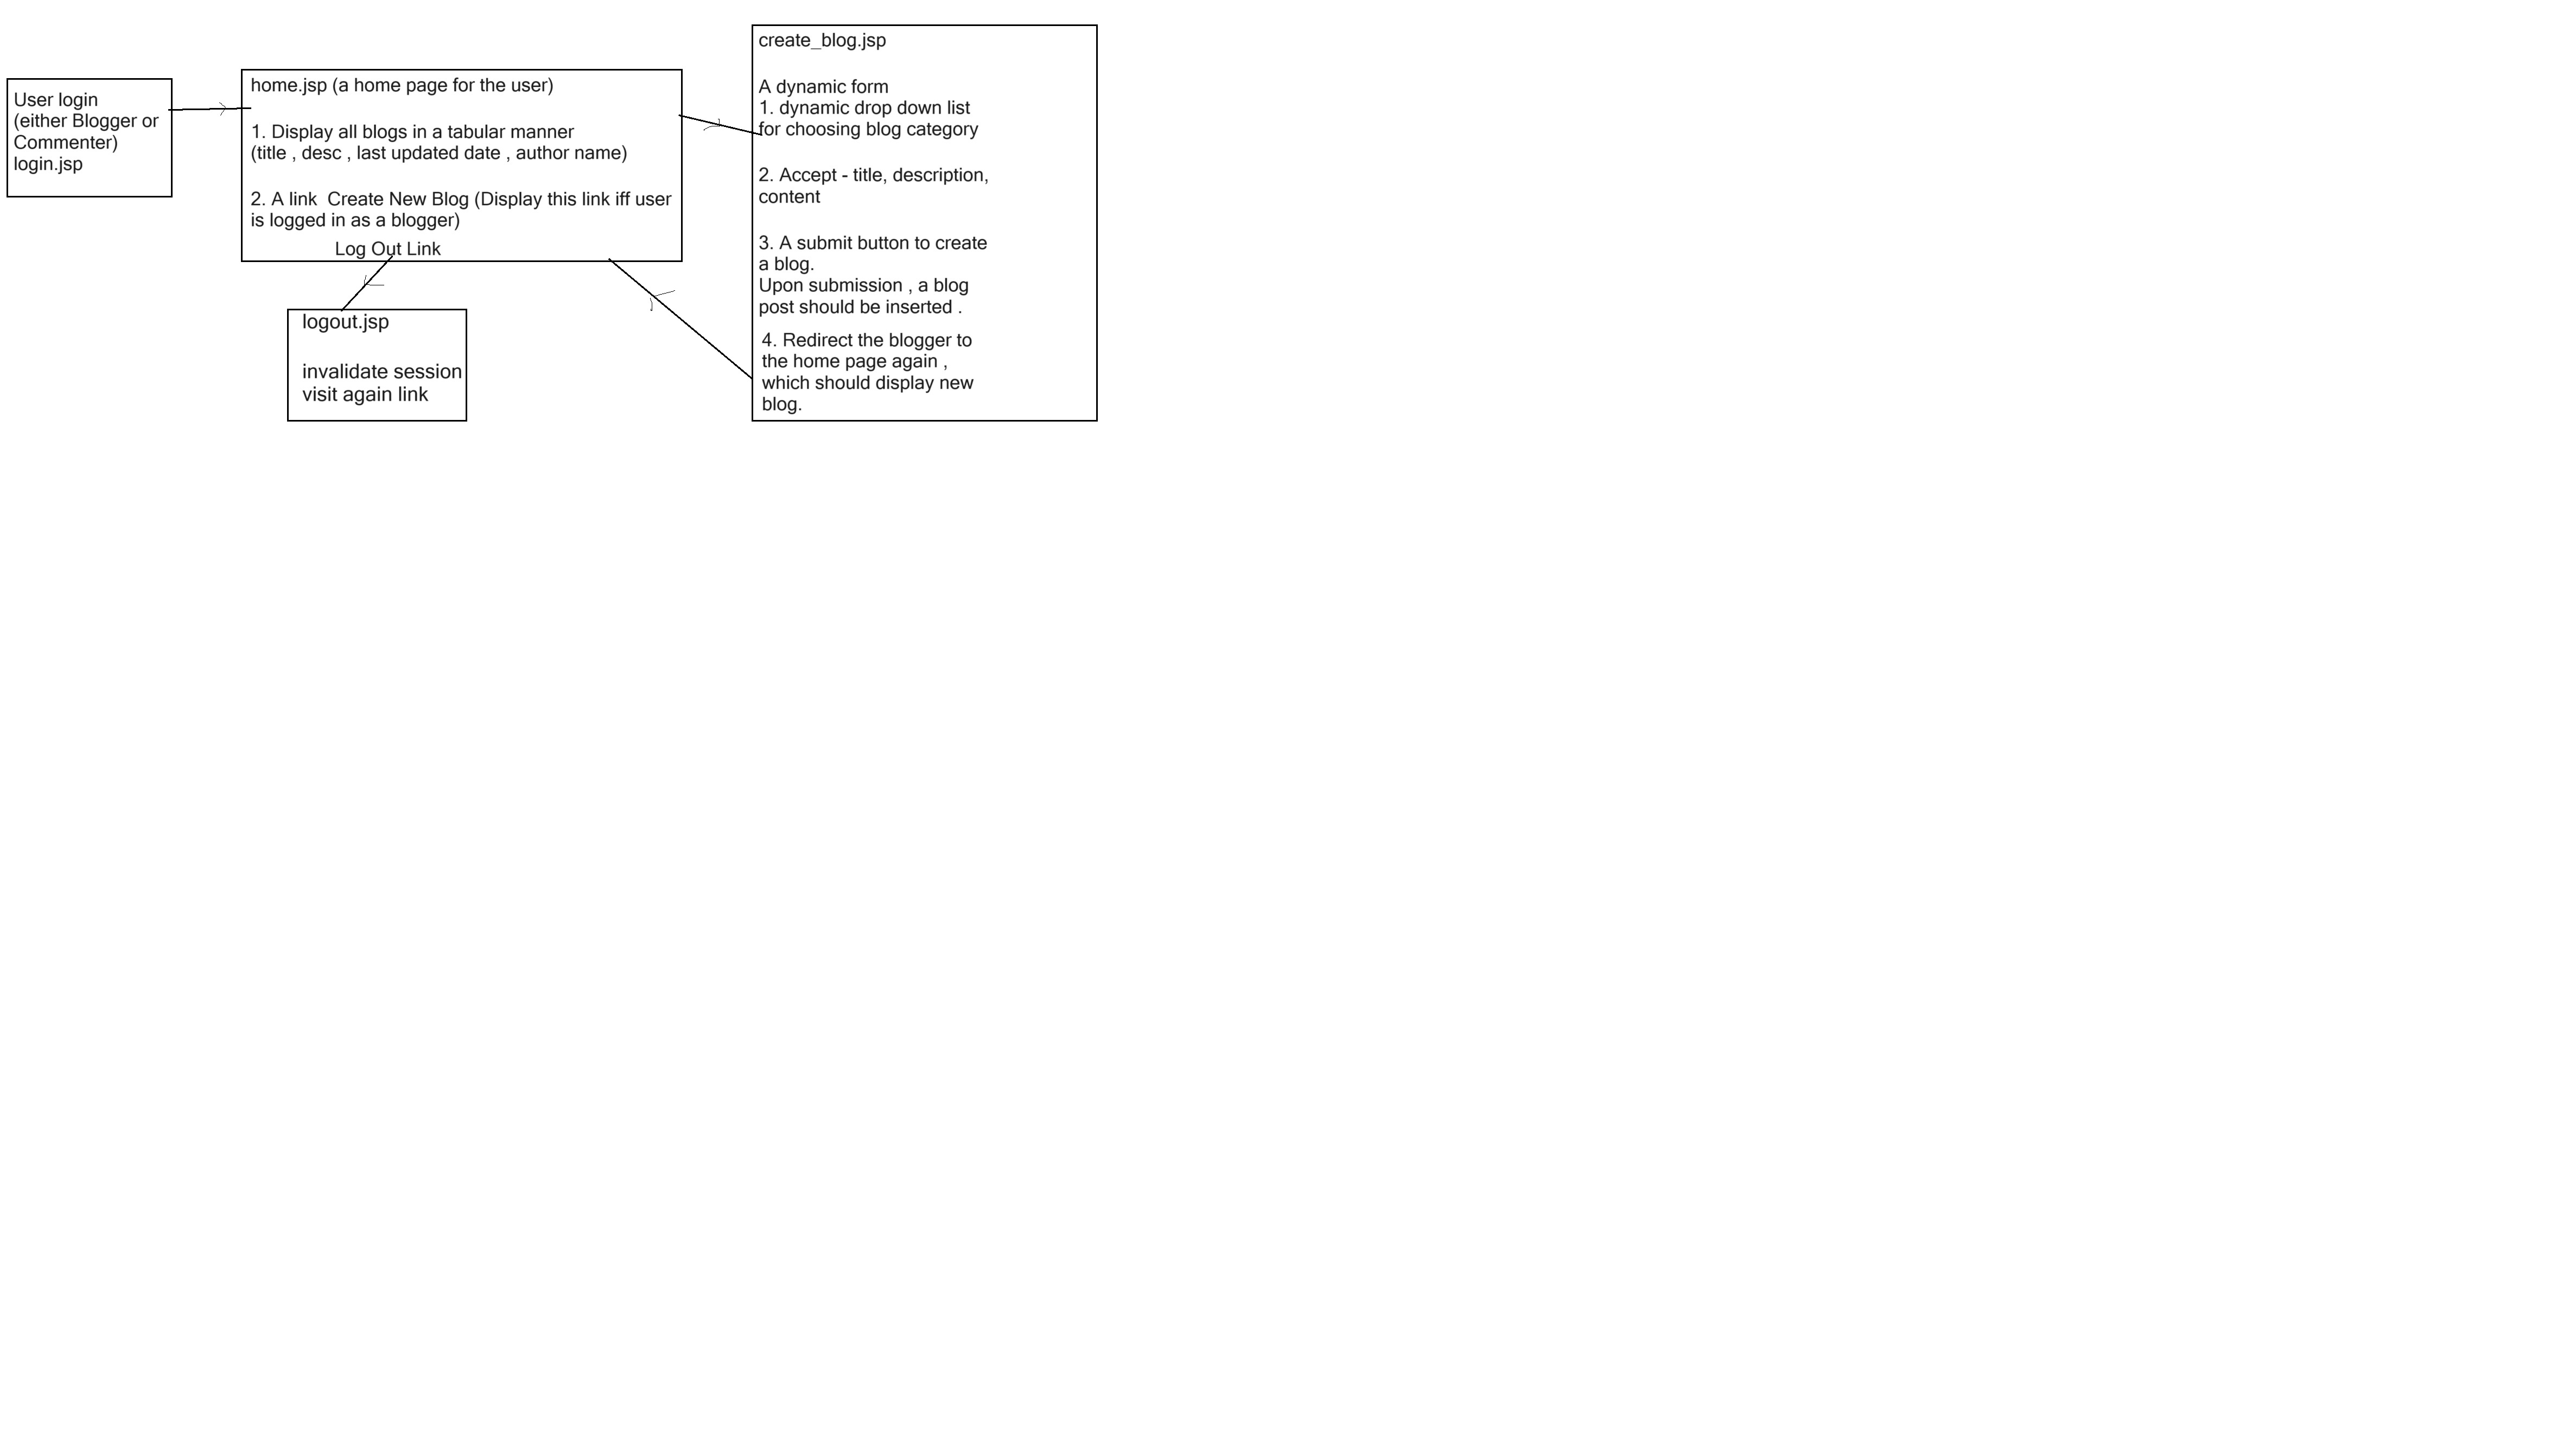 User login
(either Blogger or
Commenter)
login.jsp
home.jsp (a home page for the user)
1. Display all blogs in a tabular manner
(title , desc , last updated date , author name)
2. A link  Create New Blog (Display this link iff user
is logged in as a blogger)
Log Out Link
logout.jsp
invalidate session
visit again link
create_blog.jsp
A dynamic form
1. dynamic drop down list
for choosing blog category
2. Accept - title, description,
content
3. A submit button to create
a blog.
Upon submission , a blog
post should be inserted .
4. Redirect the blogger to
the home page again ,
which should display new
blog.